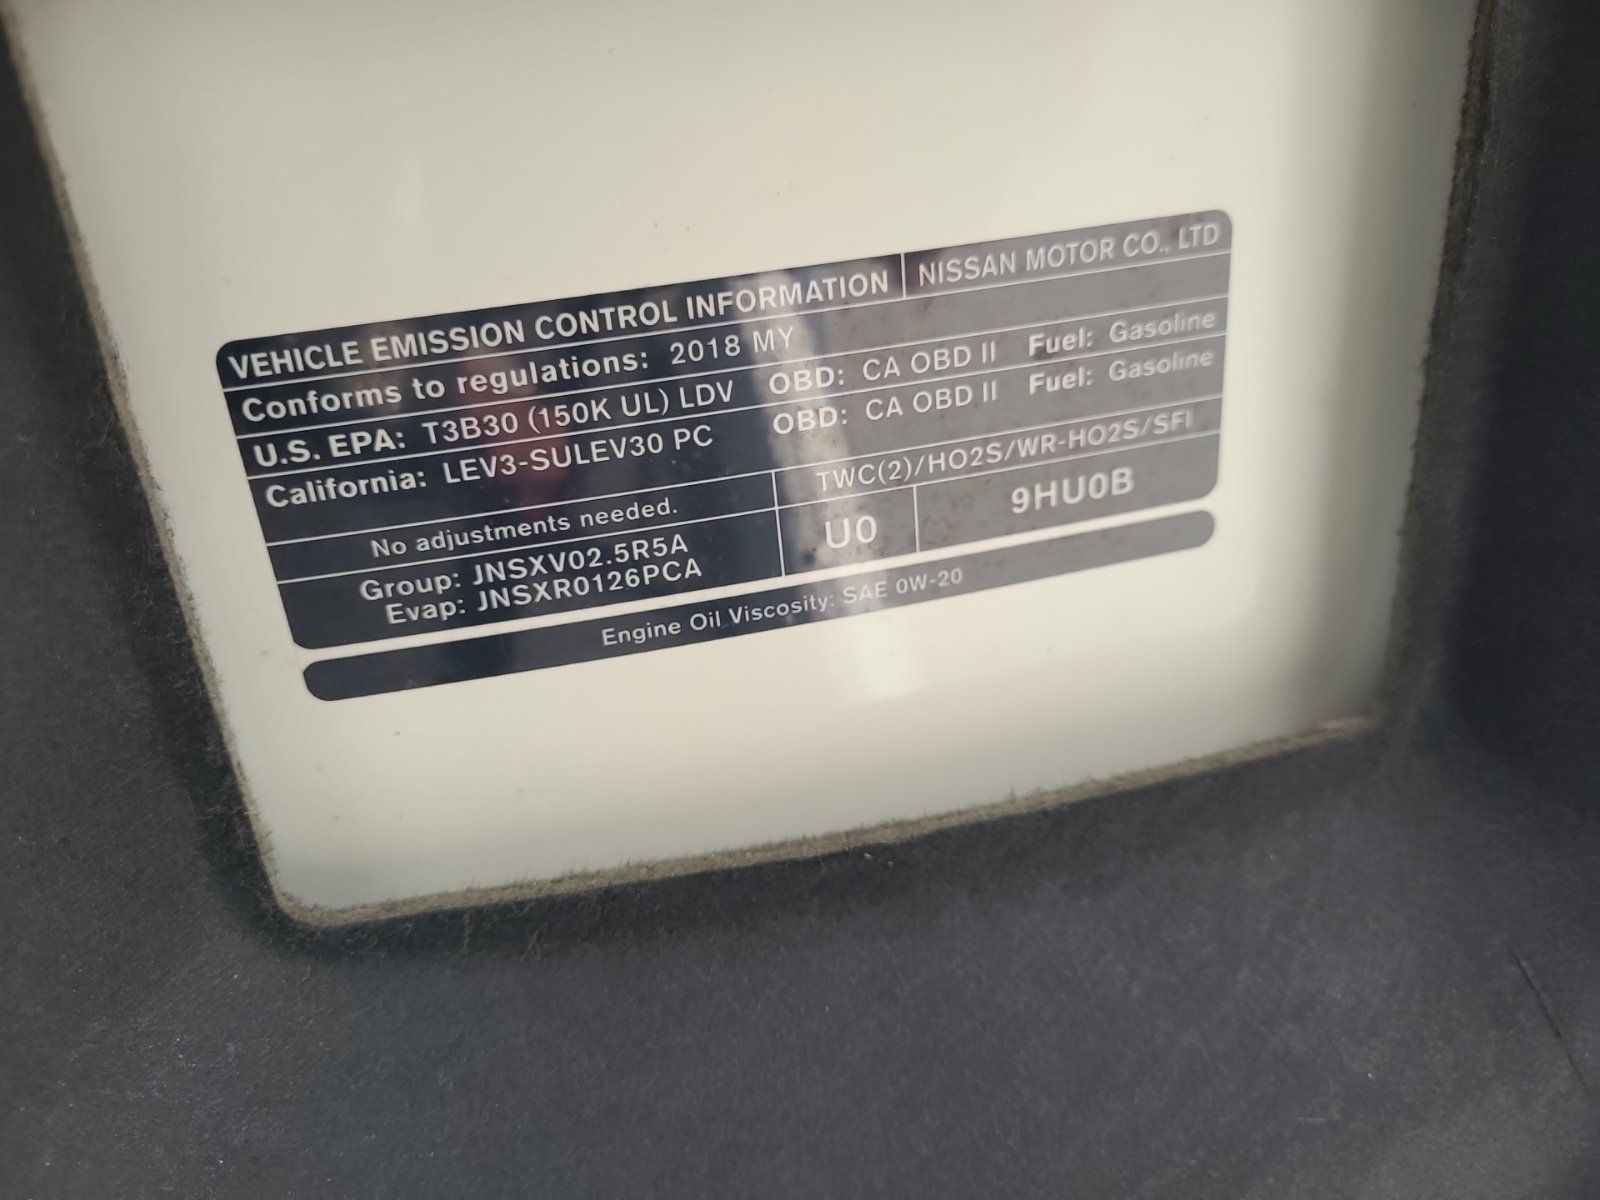 VEHICLE EMISSION CONTROL INFORMATION NISSAN MOTOR CO., LTD
Conforms to regulations: 2018 MY
U.S. EPA: T3B30 (150K UL) LDV OBD: CA OBD II Fuel: Gasoline
California: LEV3-SULEV30 PC OBD: CA OBD II Fuel: Gasoline
No adjustments needed. TWC(2)/HO2S/WR-HO2S/SFI
Group: JNSXV02.5R5A U0 9HU0B
Evap: JNSXR0126PCA
Engine Oil Viscosity: SAE 0W-20